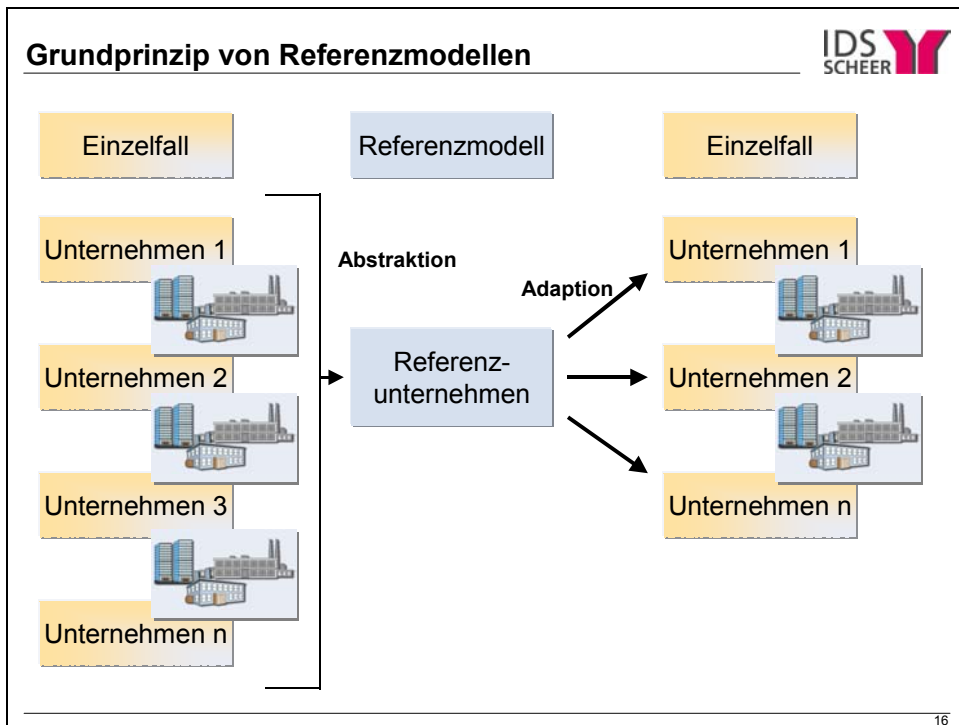 Grundprinzip von Referenzmodellen
IDS
SCHEER
Einzelfall
Referenzmodell
Einzelfall
Unternehmen 1
Unternehmen 2
Unternehmen 3
Unternehmen n
Abstraktion
Adaption
Referenz-
unternehmen
Unternehmen 1
Unternehmen 2
Unternehmen n
16